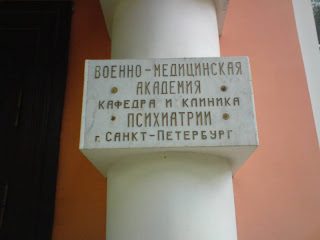 ВОЕННО-МЕДИЦИНСКАЯ
АКАДЕМИЯ
КАФЕДРА И КЛИНИКА
ПСИХИАТРИИ
г. САНКТ-ПЕТЕРБУРГ